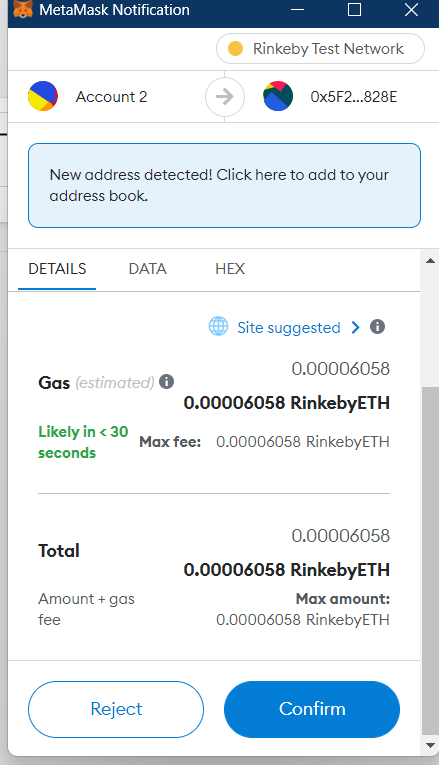 MetaMask Notification
Rinkeby Test Network
Account 2
0x5F2...828E
New address detected! Click here to add to your
address book.
DETAILS DATA HEX
Site suggested
0.00006058
Gas (estimated)
0.00006058 RinkebyETH
Likely in < 30
seconds
Max fee: 0.00006058 RinkebyETH
0.00006058
Total
0.00006058 RinkebyETH
Amount + gas
fee
Max amount:
0.00006058 RinkebyETH
Reject
Confirm